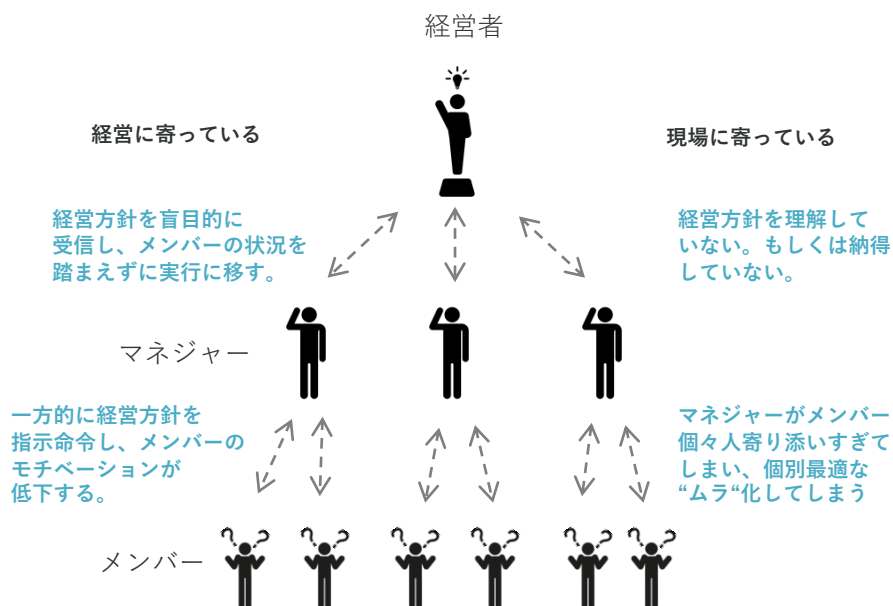 経営者
経営に寄っている
現場に寄っている
経営方針を盲目的に
受信し、メンバーの状況を
踏まえずに実行に移す。
経営方針を理解して
いない。もしくは納得
していない。
マネジャー
一方的に経営方針を
指示命令し、メンバーの
モチベーションが
低下する。
マネジャーがメンバー
個々人寄り添いすぎて
しまい、個別最適な
“ムラ“化してしまう
メンバー